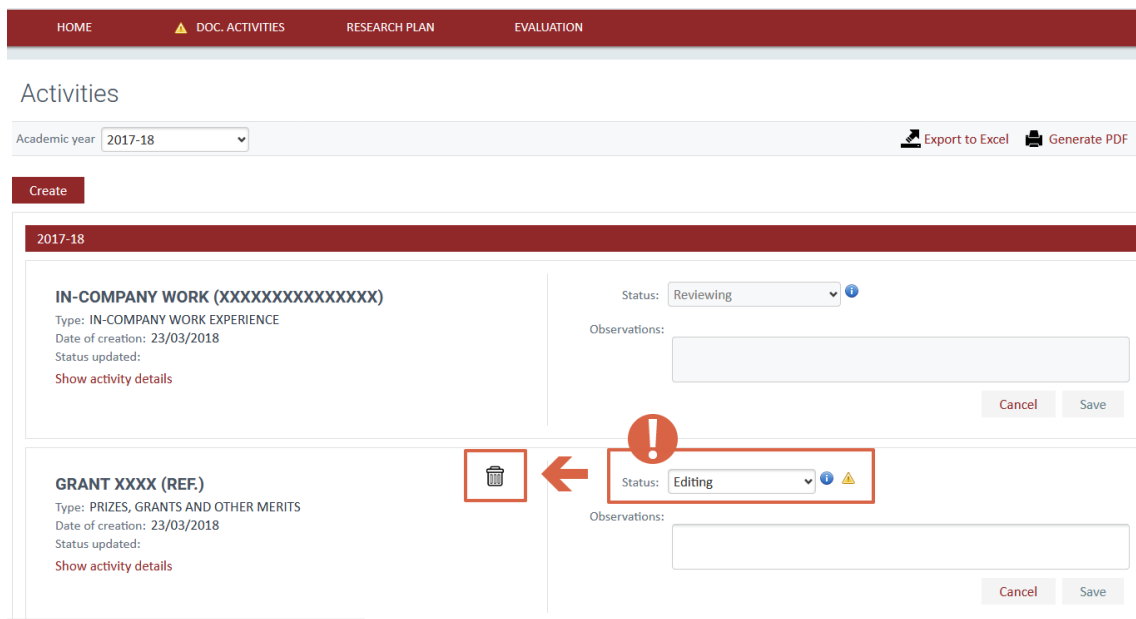 HOME DOC. ACTIVITIES RESEARCH PLAN EVALUATION
Activities
Academic year 2017-18 Export to Excel Generate PDF
Create
2017-18
IN-COMPANY WORK (XXXXXXXXXXXXXXX)
Type: IN-COMPANY WORK EXPERIENCE
Date of creation: 23/03/2018
Status updated:
Show activity details
Status: Reviewing
Observations:
Cancel Save
GRANT XXXX (REF.)
Type: PRIZES, GRANTS AND OTHER MERITS
Date of creation: 23/03/2018
Status updated:
Show activity details
Status: Editing
Observations:
Cancel Save